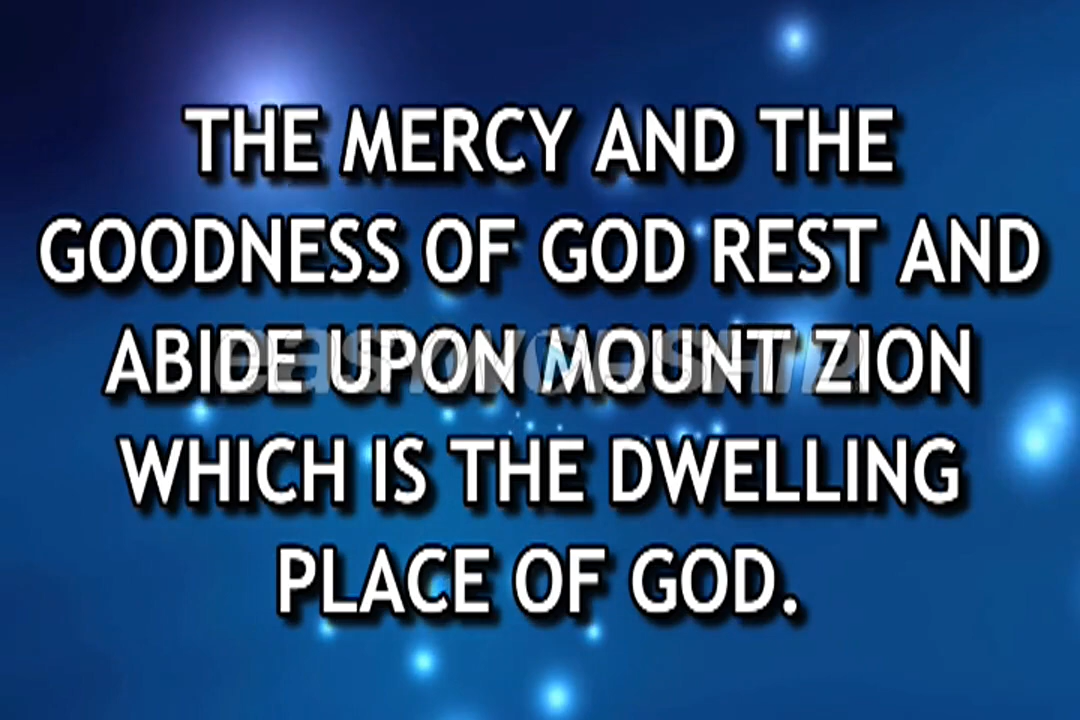 THE MERCY AND THE
GOODNESS OF GOD REST AND
ABIDE UPON MOUNT ZION
WHICH IS THE DWELLING
PLACE OF GOD.
easyworship